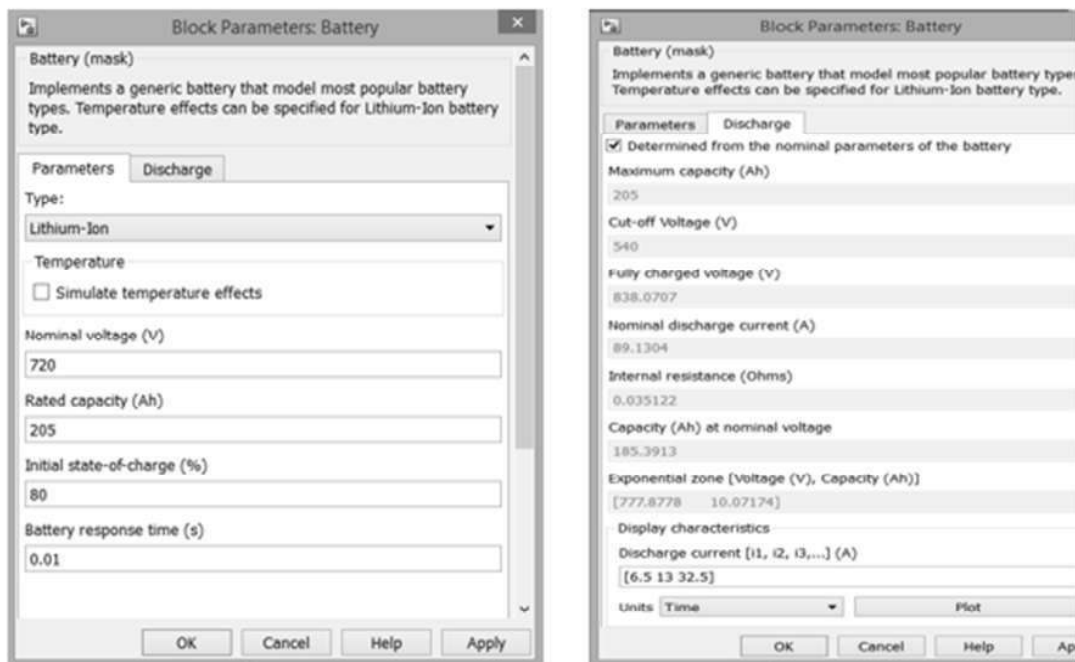 Block Parameters: Battery
Battery (mask)
Implements a generic battery that model most popular battery
types. Temperature effects can be specified for Lithium-Ion battery
type.
Parameters
Discharge
Type:
Lithium-Ion
Temperature
Simulate temperature effects
Nominal voltage (V)
720
Rated capacity (Ah)
205
Initial state-of-charge (%)
80
Battery response time (s)
0.01
OK
Cancel
Help
Apply
Block Parameters: Battery
Battery (mask)
Implements a generic battery that model most popular battery types
Temperature effects can be specified for Lithium-Ion battery type.
Parameters
Discharge
Determined from the nominal parameters of the battery
Maximum capacity (Ah)
205
Cut-off Voltage (V)
540
Fully charged voltage (V)
838.0707
Nominal discharge current (A)
89.1304
Internal resistance (Ohms)
0.035122
Capacity (Ah) at nominal voltage
185.3913
Exponential zone [Voltage (V), Capacity (Ah)]
[777.8778 10.07174]
Display characteristics
Discharge current [i1, i2, i3,...] (A)
[6.5 13 32.5]
Units Time
Plot
OK
Cancel
Help
Ap